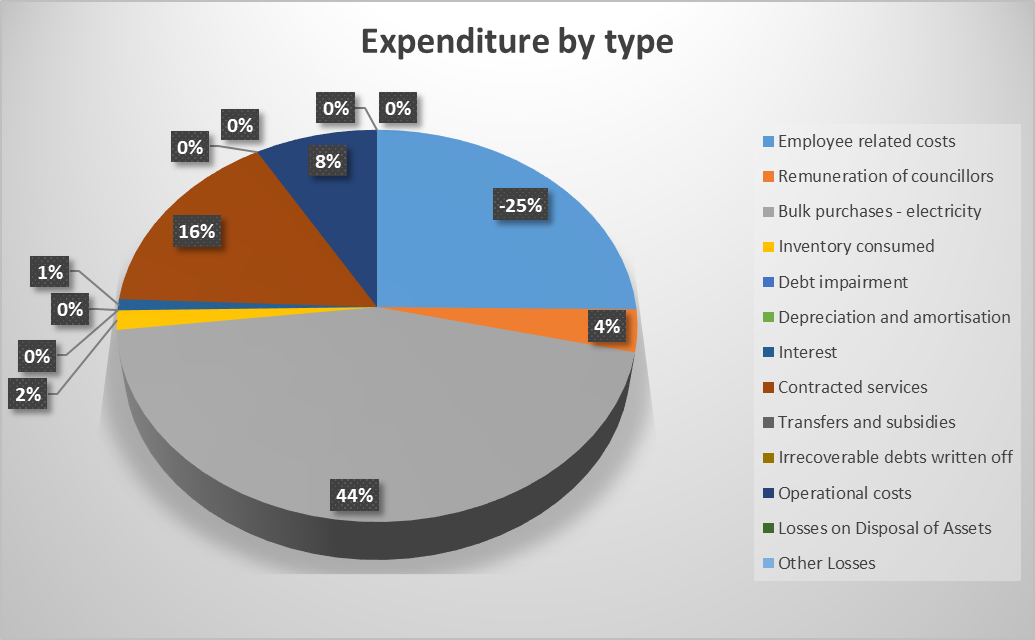 Expenditure by type
0%
0%
0%
0%
8%
-25%
16%
1%
0%
4%
0%
2%
44%
Employee related costs
Remuneration of councillors
Bulk purchases - electricity
Inventory consumed
Debt impairment
Depreciation and amortisation
Interest
Contracted services
Transfers and subsidies
Irrecoverable debts written off
Operational costs
Losses on Disposal of Assets
Other Losses